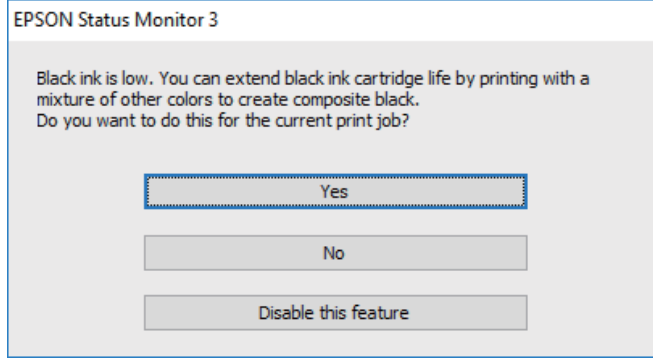 EPSON Status Monitor 3
Black ink is low. You can extend black ink cartridge life by printing with a
mixture of other colors to create composite black.
Do you want to do this for the current print job?
Yes
No
Disable this feature